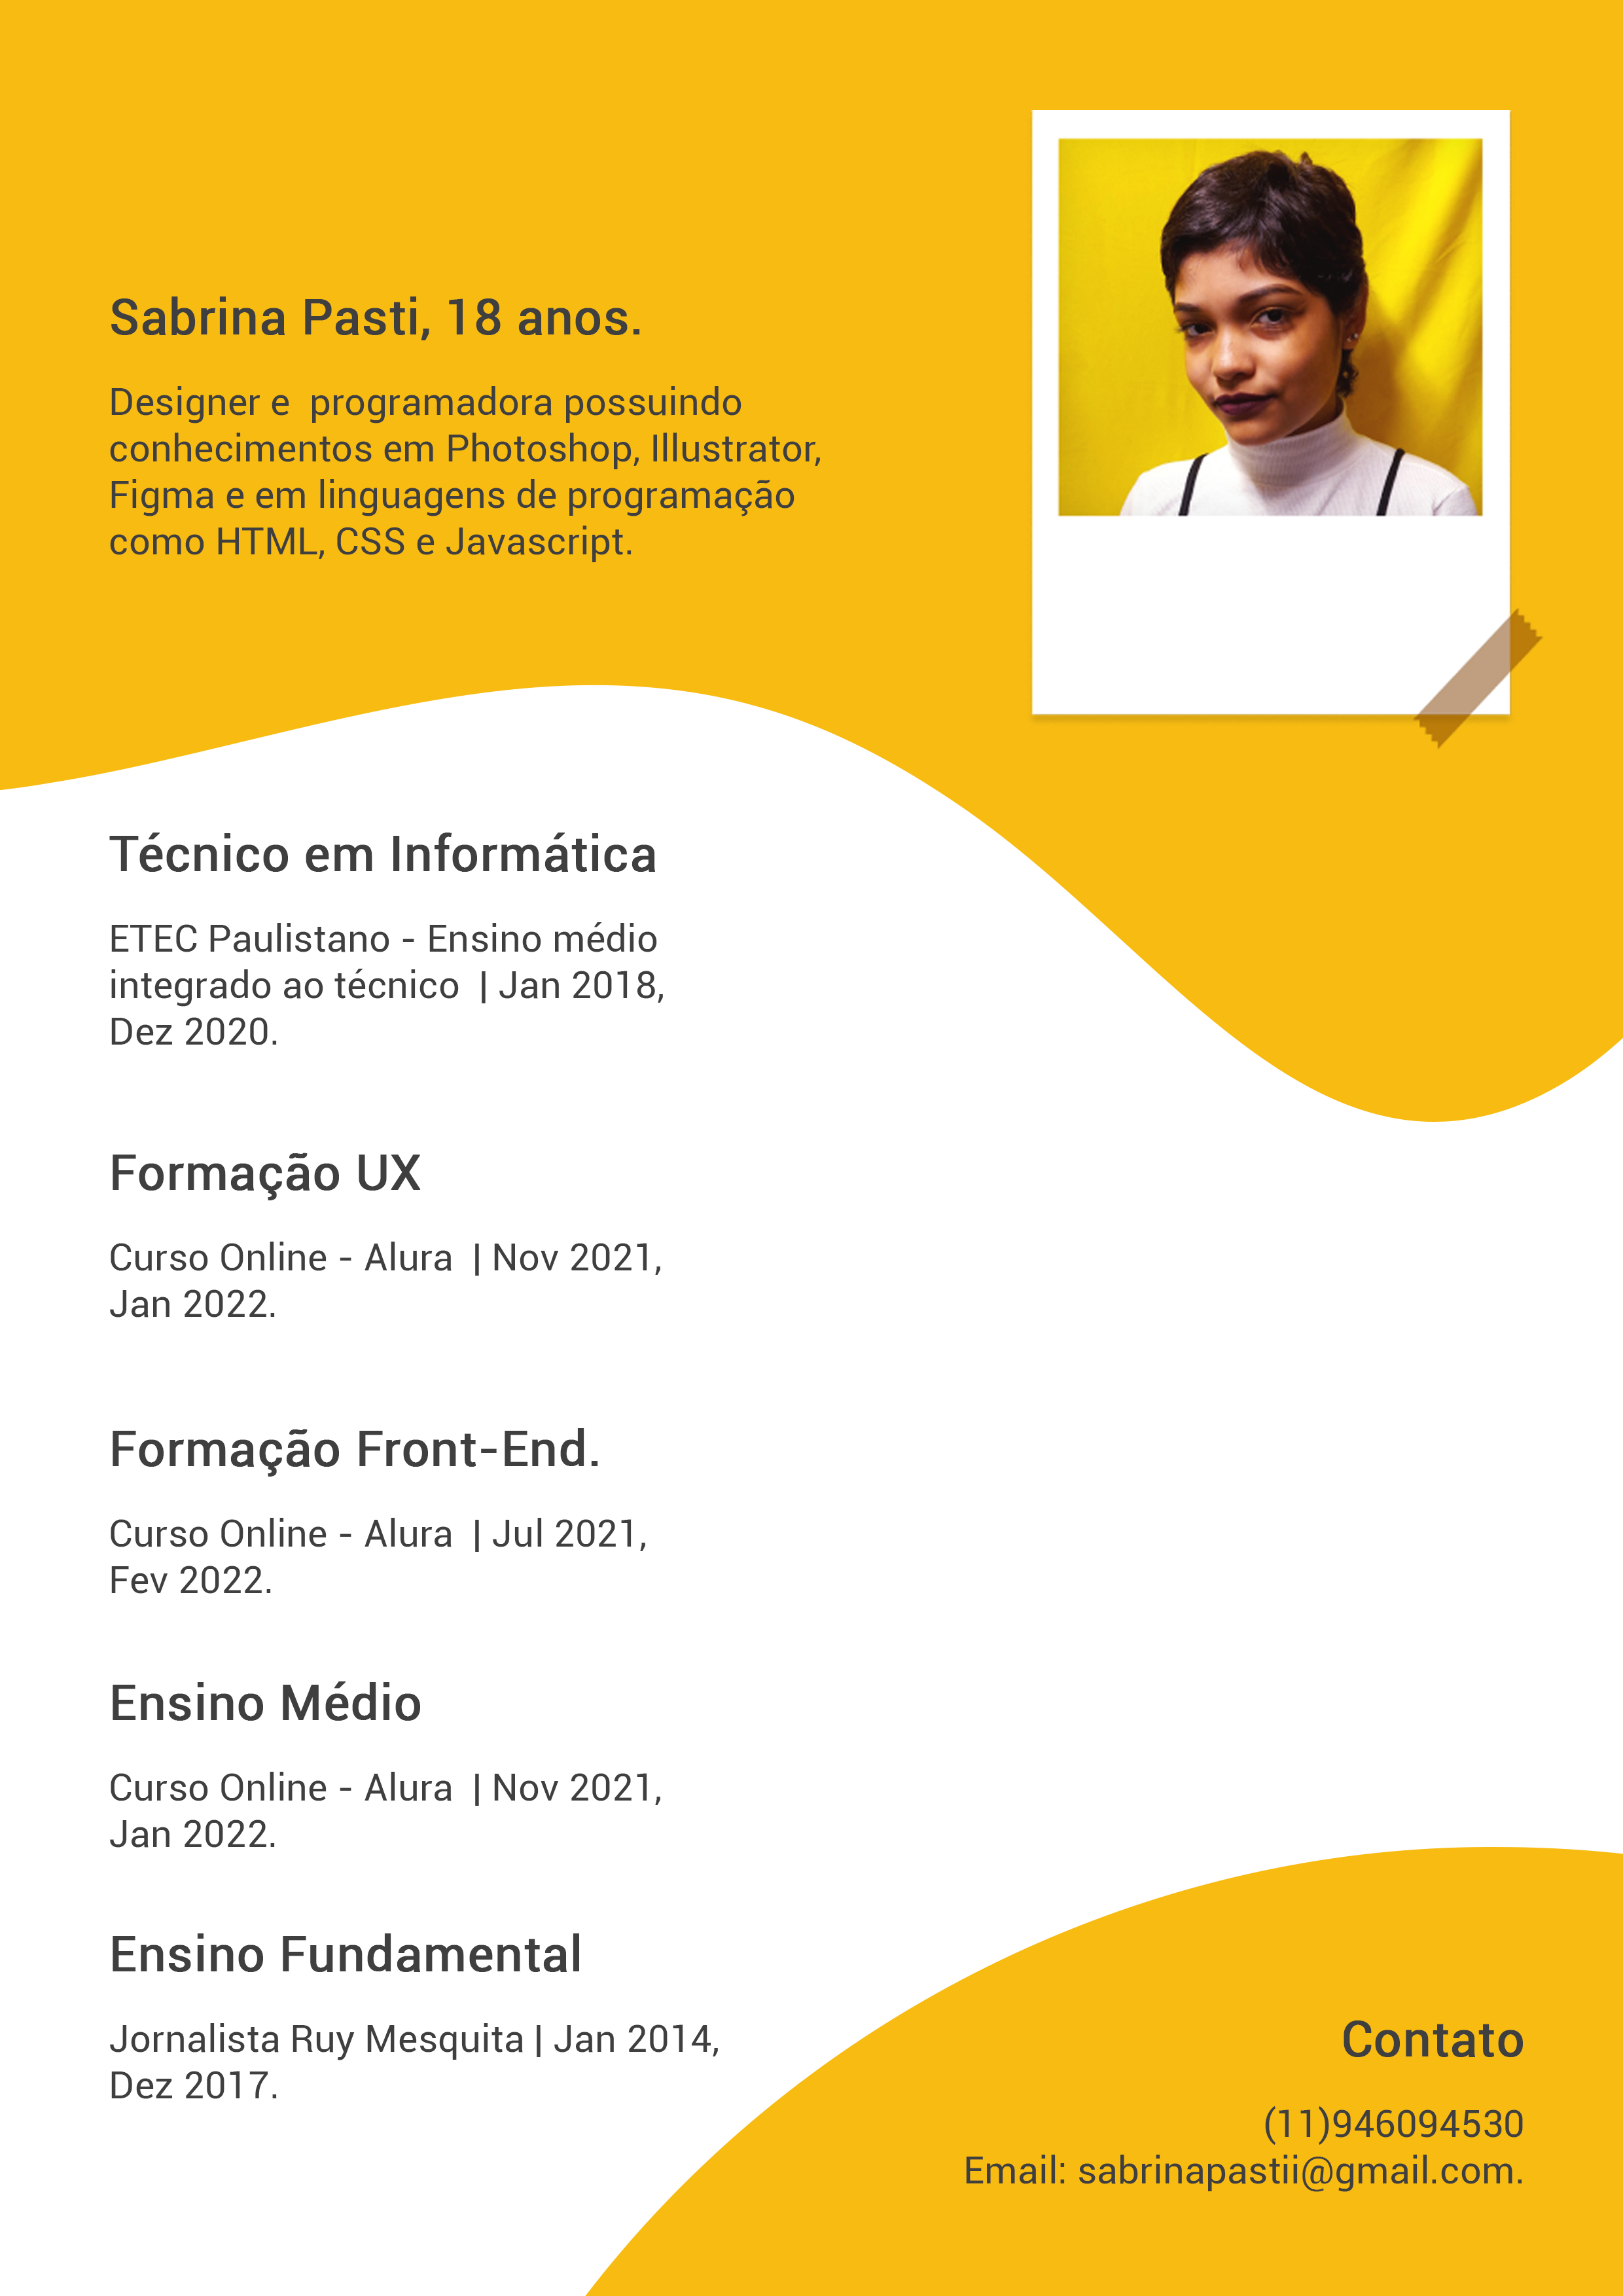 Sabrina Pasti, 18 anos.
Designer e programadora possuindo
conhecimentos em Photoshop, Illustrator,
Figma e em linguagens de programação
como HTML, CSS e Javascript.
Técnico em Informática
ETEC Paulistano - Ensino médio
integrado ao técnico | Jan 2018,
Dez 2020.
Formação UX
Curso Online - Alura | Nov 2021,
Jan 2022.
Formação Front-End.
Curso Online - Alura | Jul 2021,
Fev 2022.
Ensino Médio
Curso Online - Alura | Nov 2021,
Jan 2022.
Ensino Fundamental
Jornalista Ruy Mesquita | Jan 2014,
Dez 2017.
Contato
(11)946094530
Email: sabrinapastii@gmail.com.